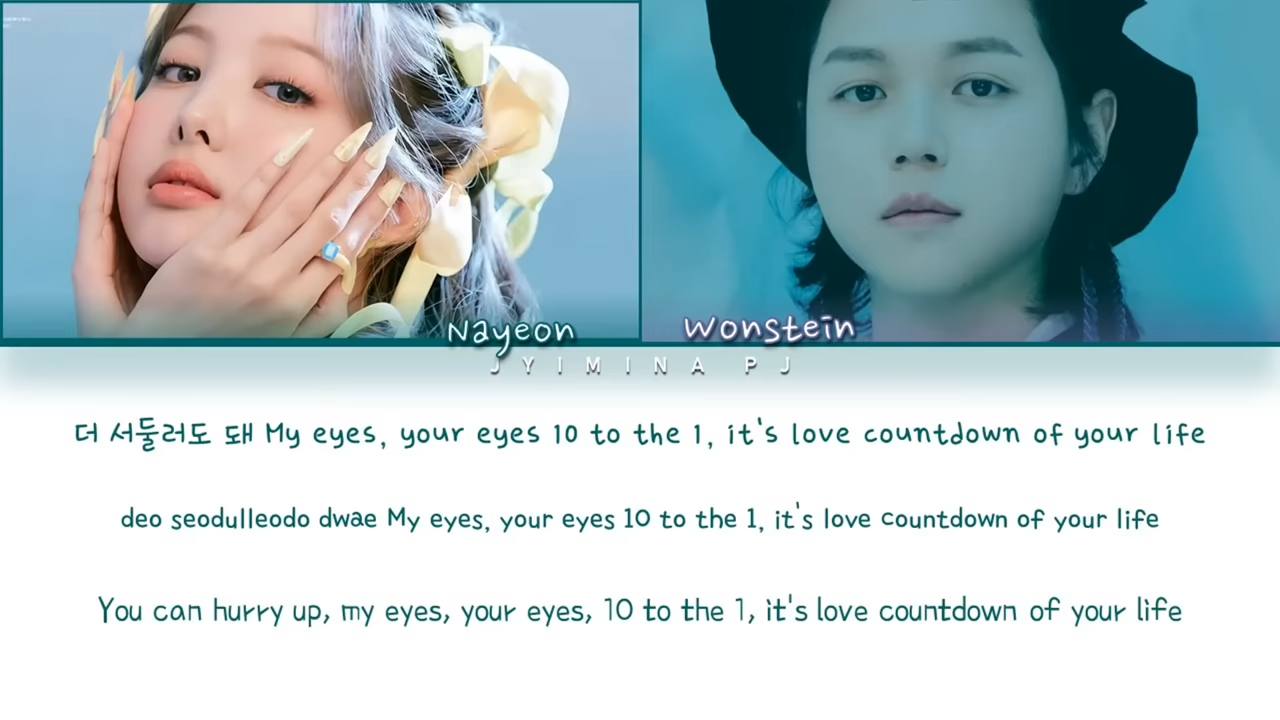 Nayeon
Wonstein
JYIMINA PJ
더 서둘러도 돼 My eyes, your eyes 10 to the 1, it's love countdown of your life
deo seodulleodo dwae My eyes, your eyes 10 to the 1, it's love countdown of your life
You can hurry up, my eyes, your eyes, 10 to the 1, it's love countdown of your life